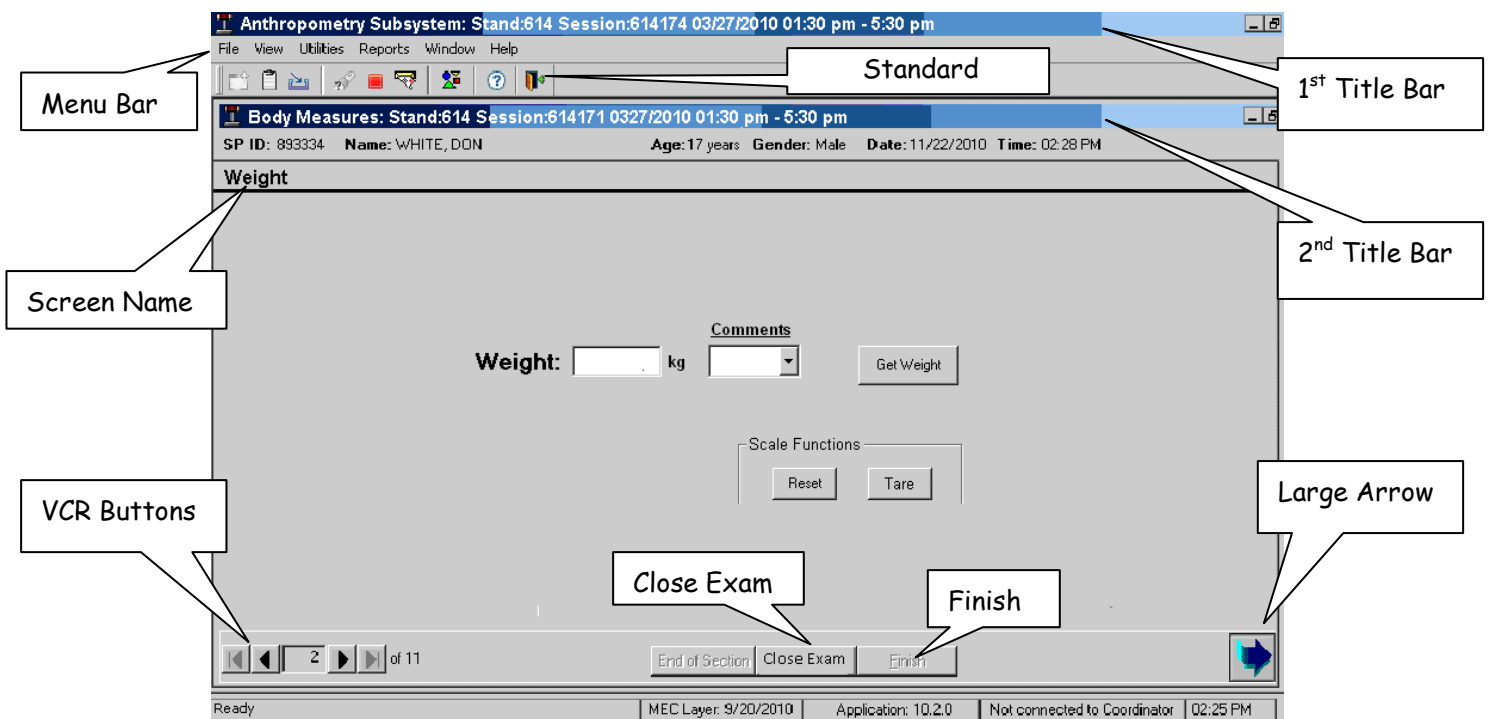 Anthropometry Subsystem: Stand:614 Session:614174 03/27/2010 01:30 pm - 5:30 pm
File View Utilities Reports Window Help
Standard
Menu Bar
1st Title Bar
Body Measures: Stand:614 Session:614171 0327/2010 01:30 pm - 5:30 pm
SP ID: 893334 Name: WHITE, DON Age: 17 years Gender: Male Date: 11/22/2010 Time: 02:28 PM
Weight
2nd Title Bar
Screen Name
Comments
Weight: . kg Get Weight
Scale Functions
Reset Tare
VCR Buttons
Large Arrow
Close Exam
Finish
2 of 11 End of Section Close Exam Finish
Ready MEC Layer: 9/20/2010 Application: 10.2.0 Not connected to Coordinator 02:25 PM